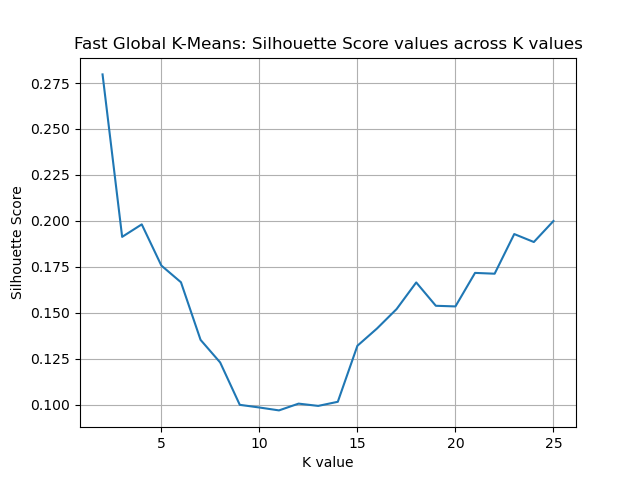 Fast Global K-Means: Silhouette Score values across K values
Silhouette Score
0.275
0.250
0.225
0.200
0.175
0.150
0.125
0.100
5 10 15 20 25
K value